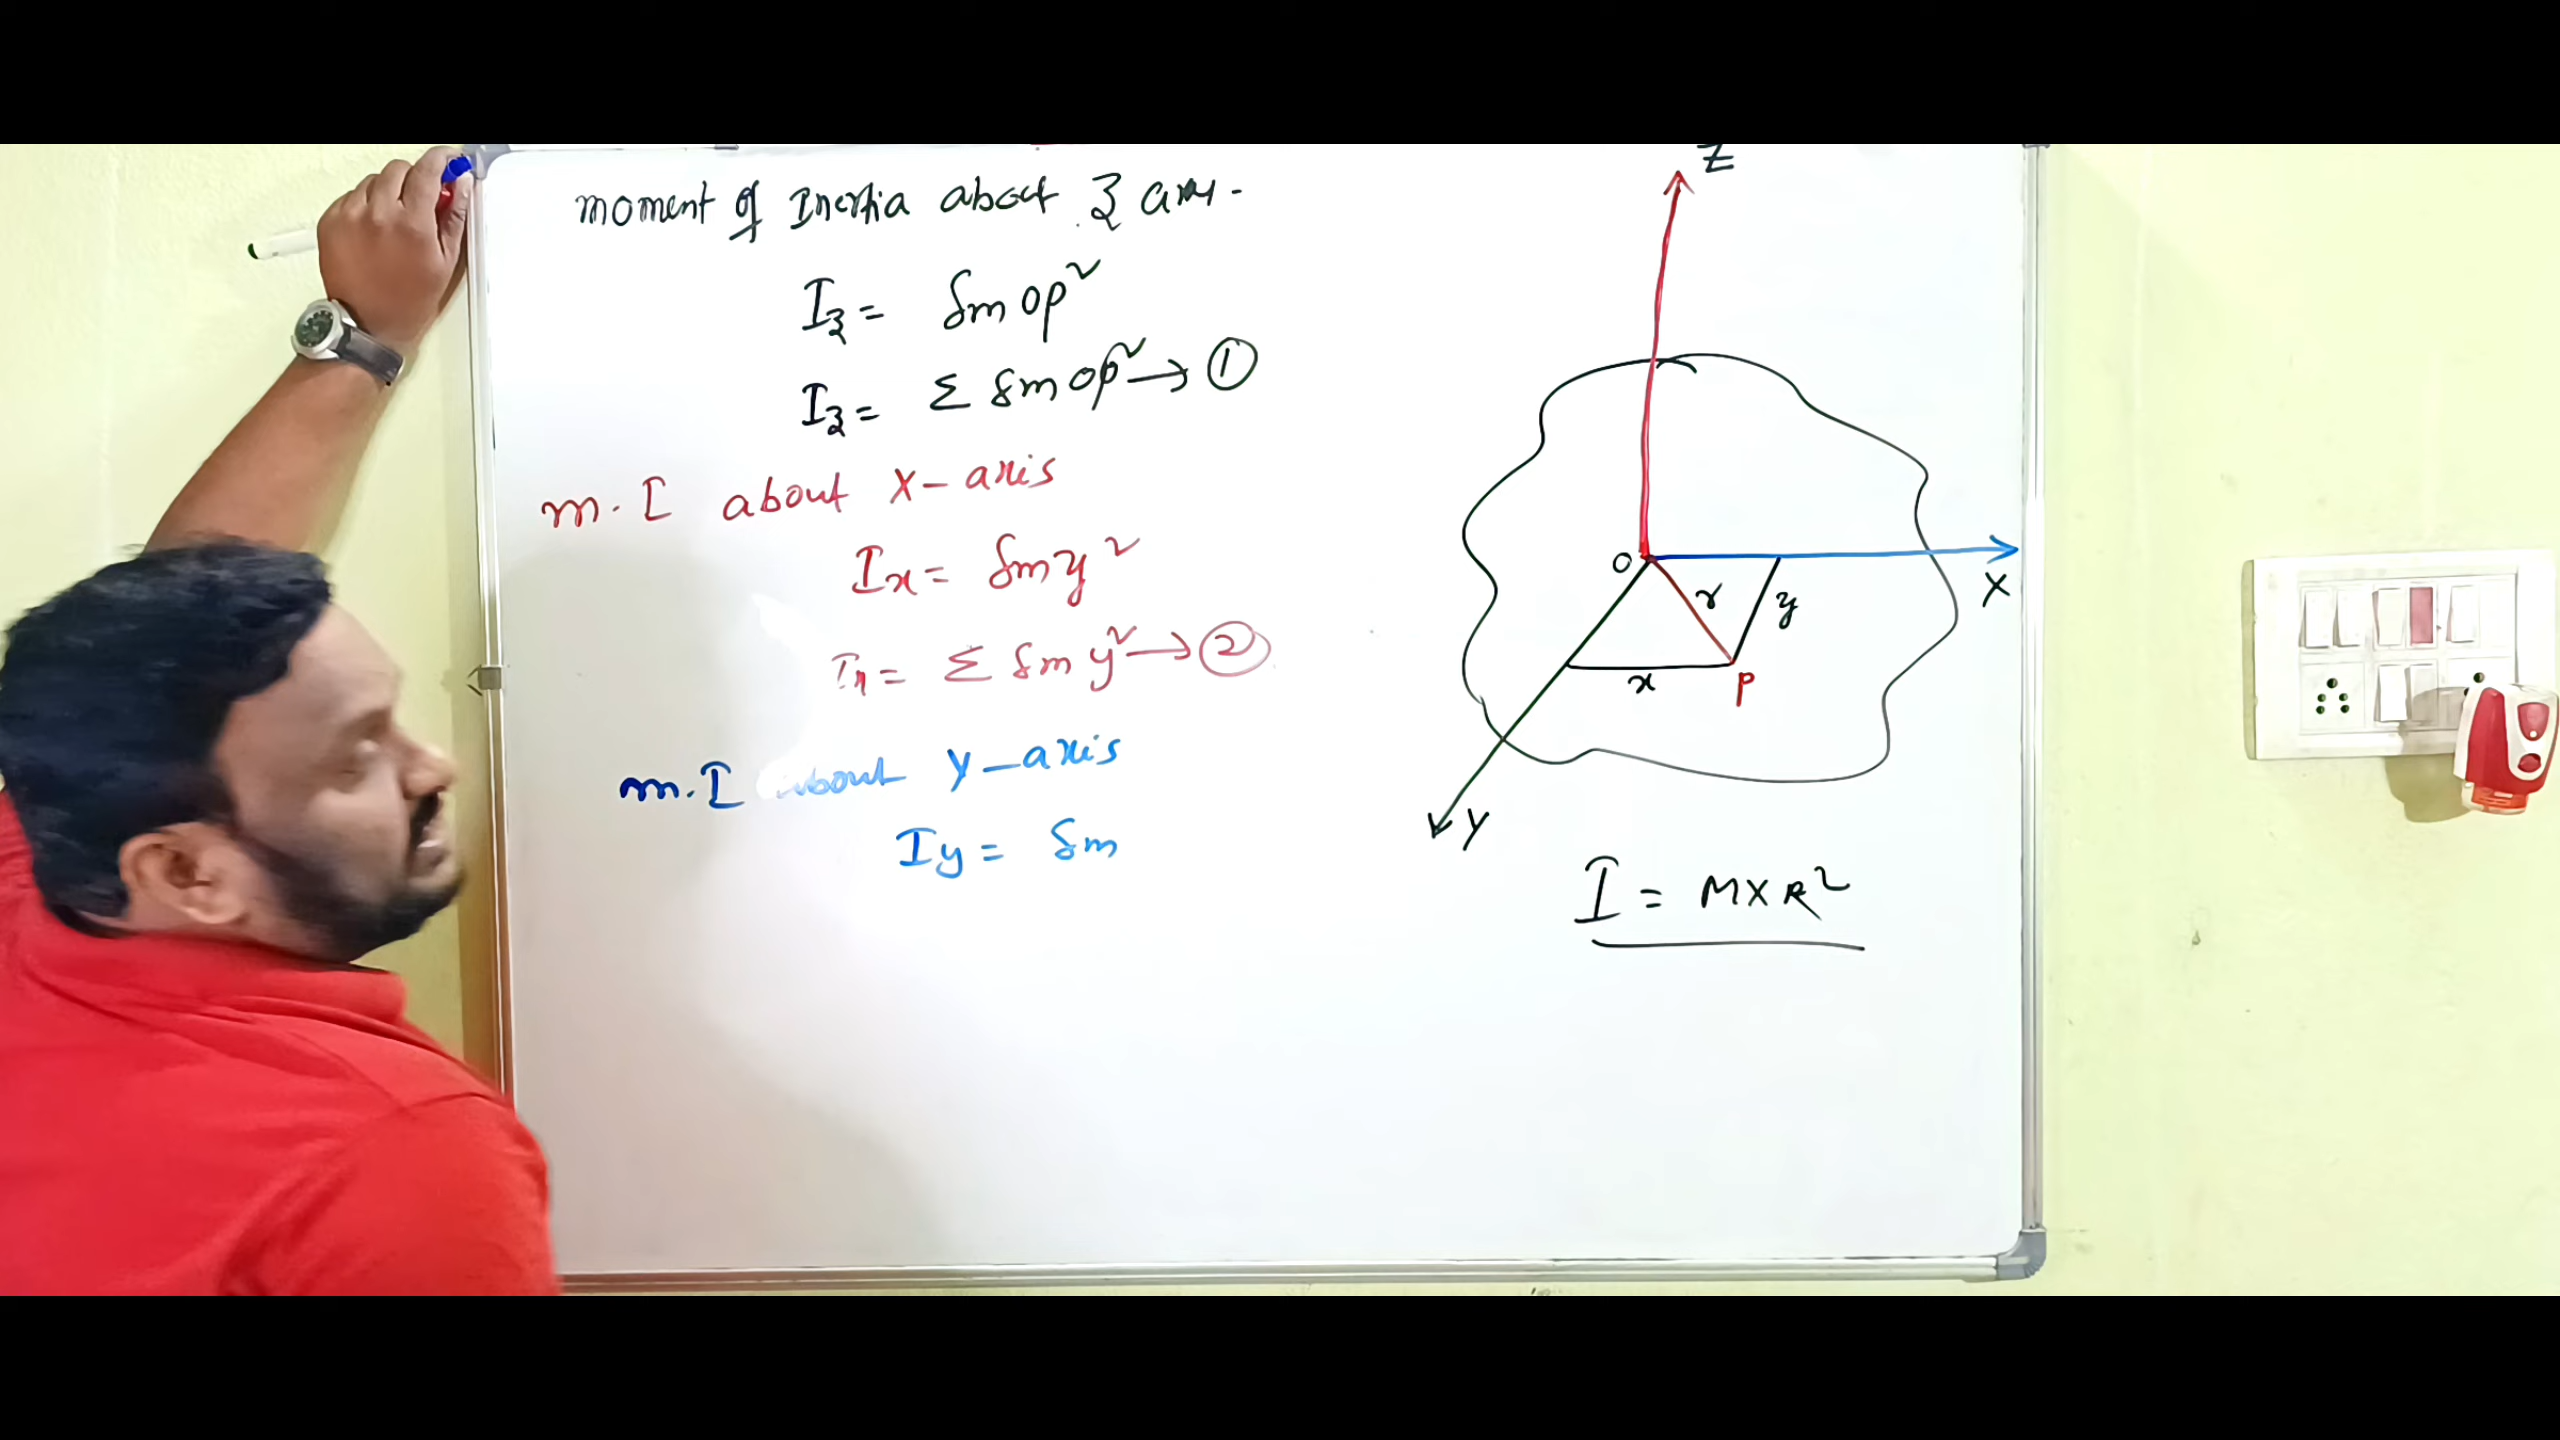 moment of Inertia about z axis.
Iz = δm OP²
Iz = Σ δm OP² → ①
m.I about X-axis
Ix = δm y²
Ix = Σ δm y² → ②
m.I about Y-axis
Iy = δm
Z
O
X
r
y
x
P
Y
I = M X R²